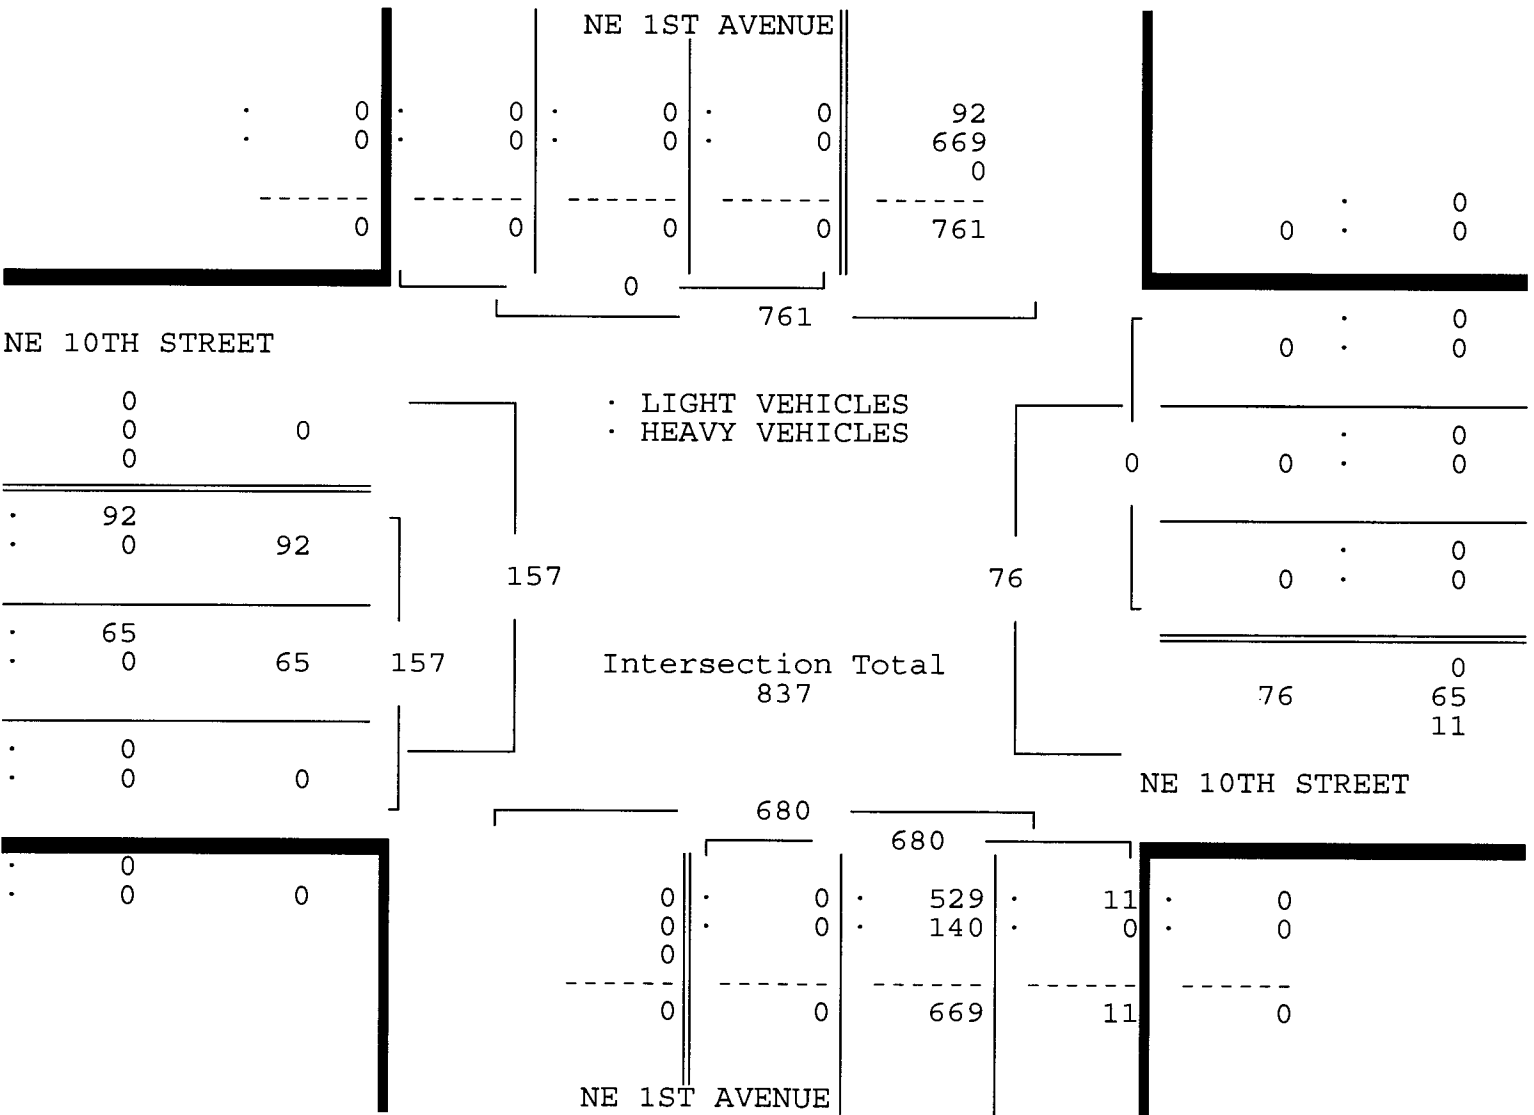 NE 1ST AVENUE
· 0 · 0 · 0 · 0 92
· 0 · 0 · 0 · 0 669
0
------ ------ ------ ------ ------
0 0 0 0 761
· 0
0 · 0
0
761
· 0
0 · 0
NE 10TH STREET
0
0 0
0
· LIGHT VEHICLES
· HEAVY VEHICLES
· 0
0 0 · 0
· 92
· 0 92
· 0
0 · 0
157
76
· 65
· 0 65 157
Intersection Total
837
0
76 65
11
· 0
· 0 0
NE 10TH STREET
680
680
· 0
· 0 0
0 · 0 · 529 · 11 · 0
0 · 0 · 140 · 0 · 0
0
------ ------ ------ ------ ------
0 0 669 11 0
NE 1ST AVENUE